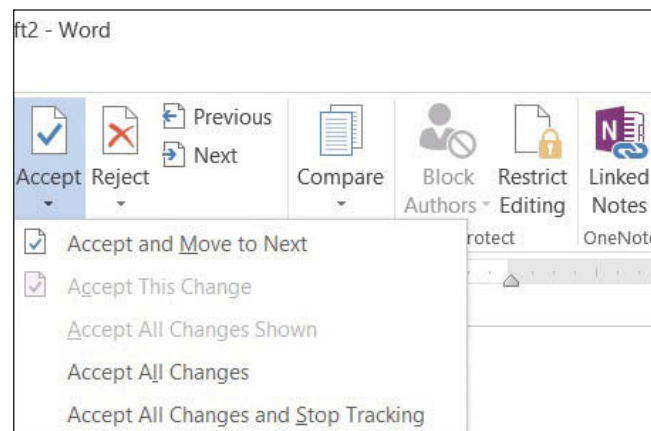 ft2 - Word
Previous
Next
Accept
Reject
Compare
Block
Authors
Restrict
Editing
Linked
Notes
rotect
OneNot
Accept and Move to Next
Accept This Change
Accept All Changes Shown
Accept All Changes
Accept All Changes and Stop Tracking